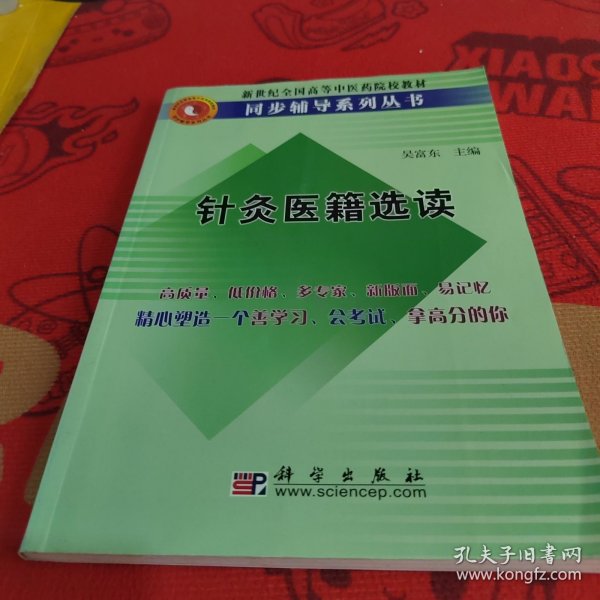 新世纪全国高等中医药院校教材
同步辅导系列丛书
吴富东 主编
针灸医籍选读
高质量、低价格、多专家、新版面、易记忆
精心塑造一个善学习、会考试、拿高分的你
科学出版社
www.sciencep.com
孔夫子旧书网
www.kongfz.com